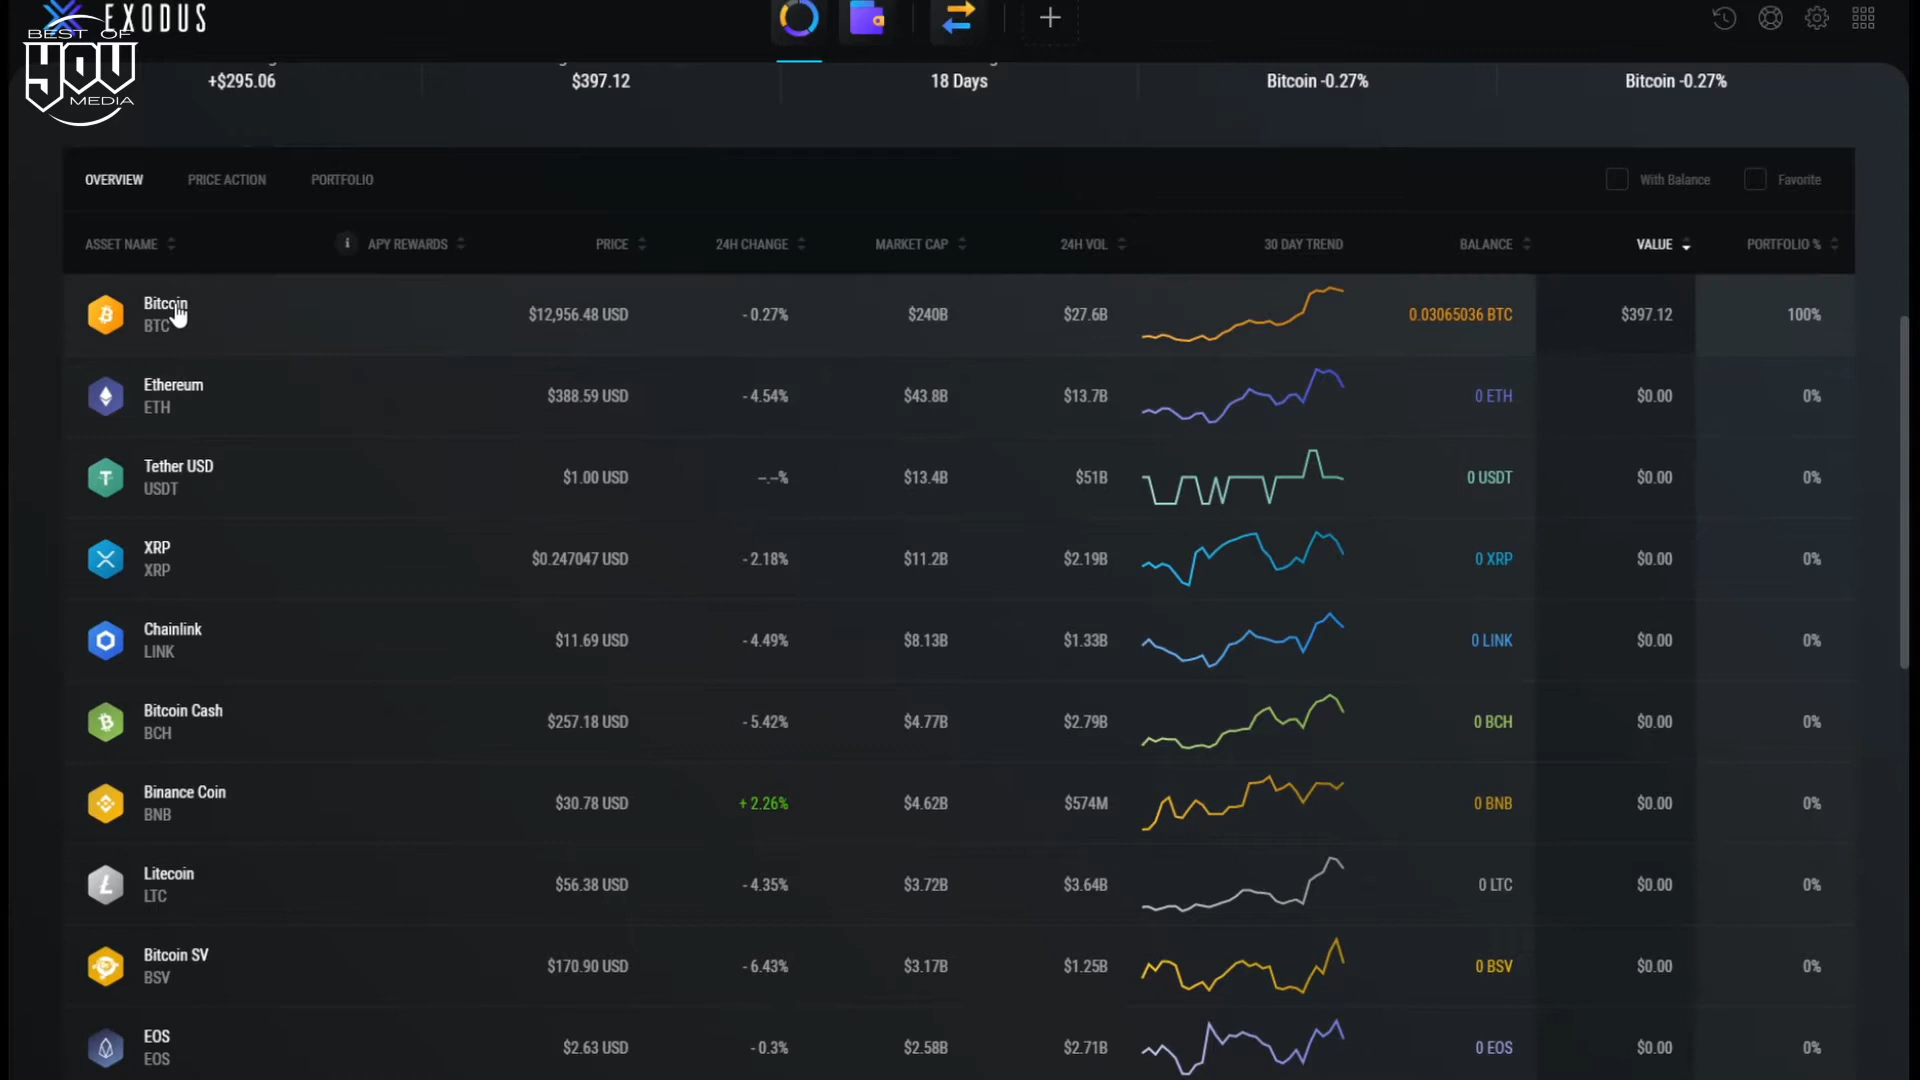 EXODUS
BEST OF
YOU
MEDIA
+$295.06 $397.12 18 Days Bitcoin -0.27% Bitcoin -0.27%
OVERVIEW PRICE ACTION PORTFOLIO With Balance Favorite
ASSET NAME i APY REWARDS PRICE 24H CHANGE MARKET CAP 24H VOL 30 DAY TREND BALANCE VALUE PORTFOLIO %
Bitcoin
BTC $12,956.48 USD - 0.27% $240B $27.6B 0.03065036 BTC $397.12 100%
Ethereum
ETH $388.59 USD - 4.54% $43.8B $13.7B 0 ETH $0.00 0%
Tether USD
USDT $1.00 USD -.-% $13.4B $51B 0 USDT $0.00 0%
XRP
XRP $0.247047 USD - 2.18% $11.2B $2.19B 0 XRP $0.00 0%
Chainlink
LINK $11.69 USD - 4.49% $8.13B $1.33B 0 LINK $0.00 0%
Bitcoin Cash
BCH $257.18 USD - 5.42% $4.77B $2.79B 0 BCH $0.00 0%
Binance Coin
BNB $30.78 USD + 2.26% $4.62B $574M 0 BNB $0.00 0%
Litecoin
LTC $56.38 USD - 4.35% $3.72B $3.64B 0 LTC $0.00 0%
Bitcoin SV
BSV $170.90 USD - 6.43% $3.17B $1.25B 0 BSV $0.00 0%
EOS
EOS $2.63 USD - 0.3% $2.58B $2.71B 0 EOS $0.00 0%